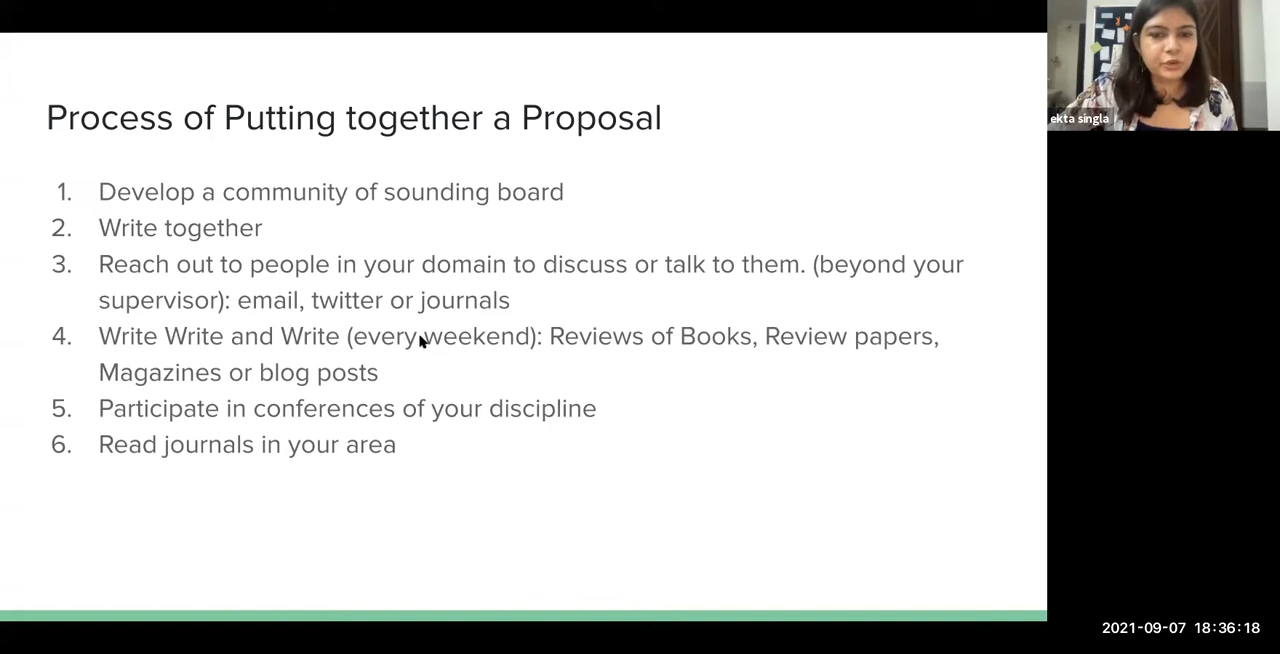 Process of Putting together a Proposal
1. Develop a community of sounding board
2. Write together
3. Reach out to people in your domain to discuss or talk to them. (beyond your
supervisor): email, twitter or journals
4. Write Write and Write (every weekend): Reviews of Books, Review papers,
Magazines or blog posts
5. Participate in conferences of your discipline
6. Read journals in your area
ekta singla
2021-09-07 18:36:18